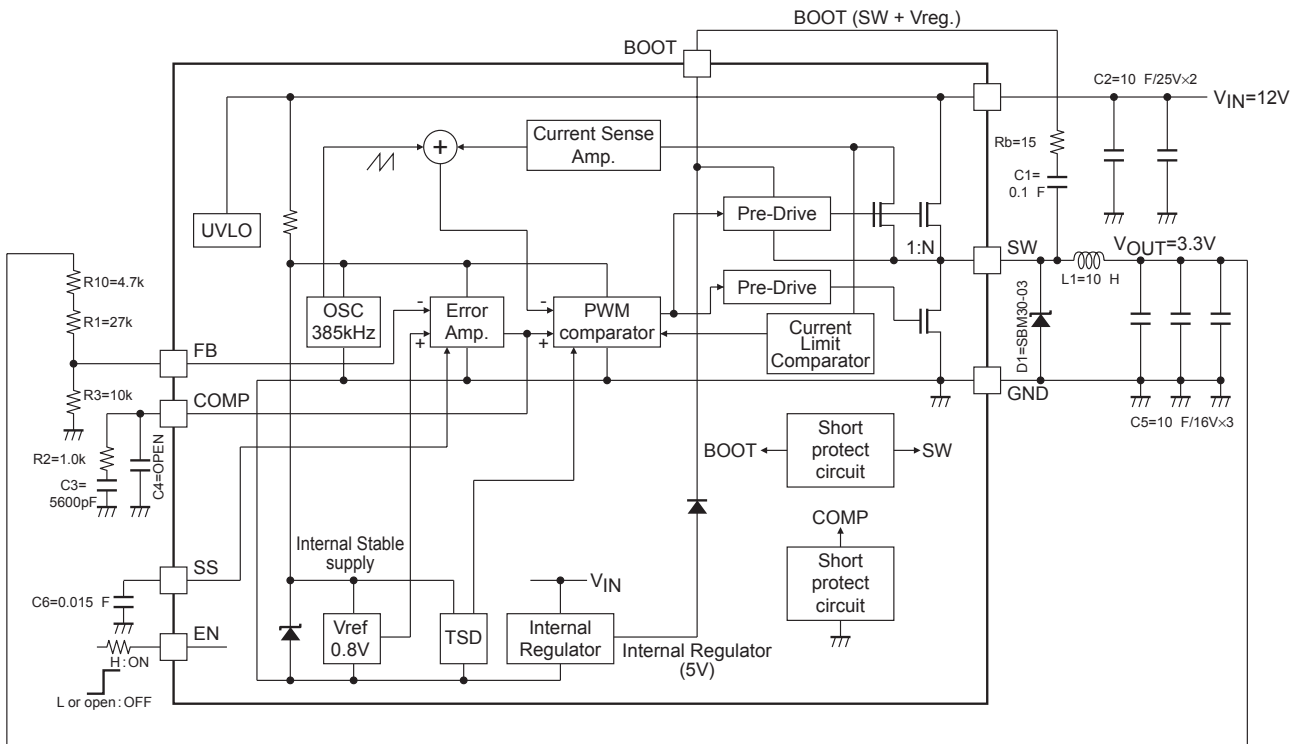 BOOT (SW + Vreg.)
BOOT
C2=10 F/25V×2
VIN=12V
Current Sense
Amp.
+
Rb=15
C1=
0.1 F
UVLO
Pre-Drive
1:N
SW
VOUT=3.3V
L1=10 H
R10=4.7k
R1=27k
OSC
385kHz
-
+
Error
Amp.
-
+
PWM
comparator
Pre-Drive
Current
Limit
Comparator
D1=SBM30-03
FB
R3=10k
COMP
GND
C5=10 F/16V×3
R2=1.0k
C3=
5600pF
C4=OPEN
BOOT
Short
protect
circuit
SW
COMP
Internal Stable
supply
SS
C6=0.015 F
VIN
Short
protect
circuit
EN
H:ON
L or open:OFF
Vref
0.8V
TSD
Internal
Regulator
Internal Regulator
(5V)